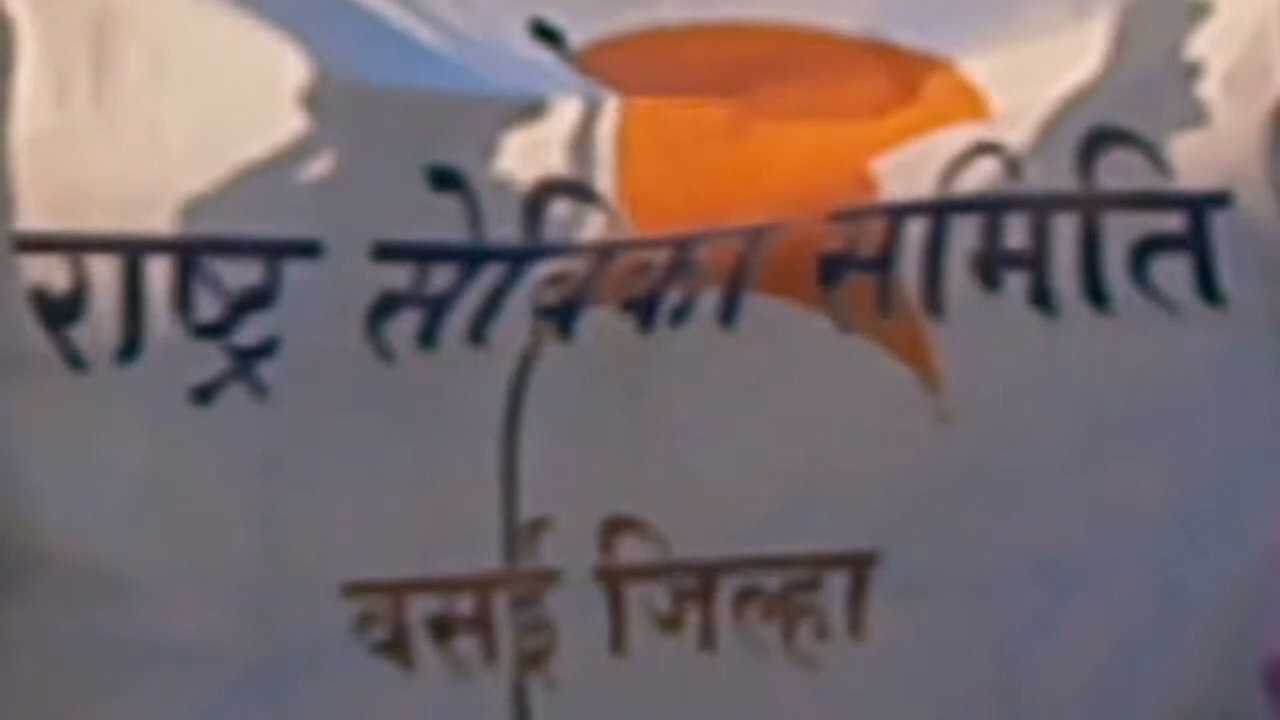 राष्ट्र सेविका समिति
वसई जिल्हा